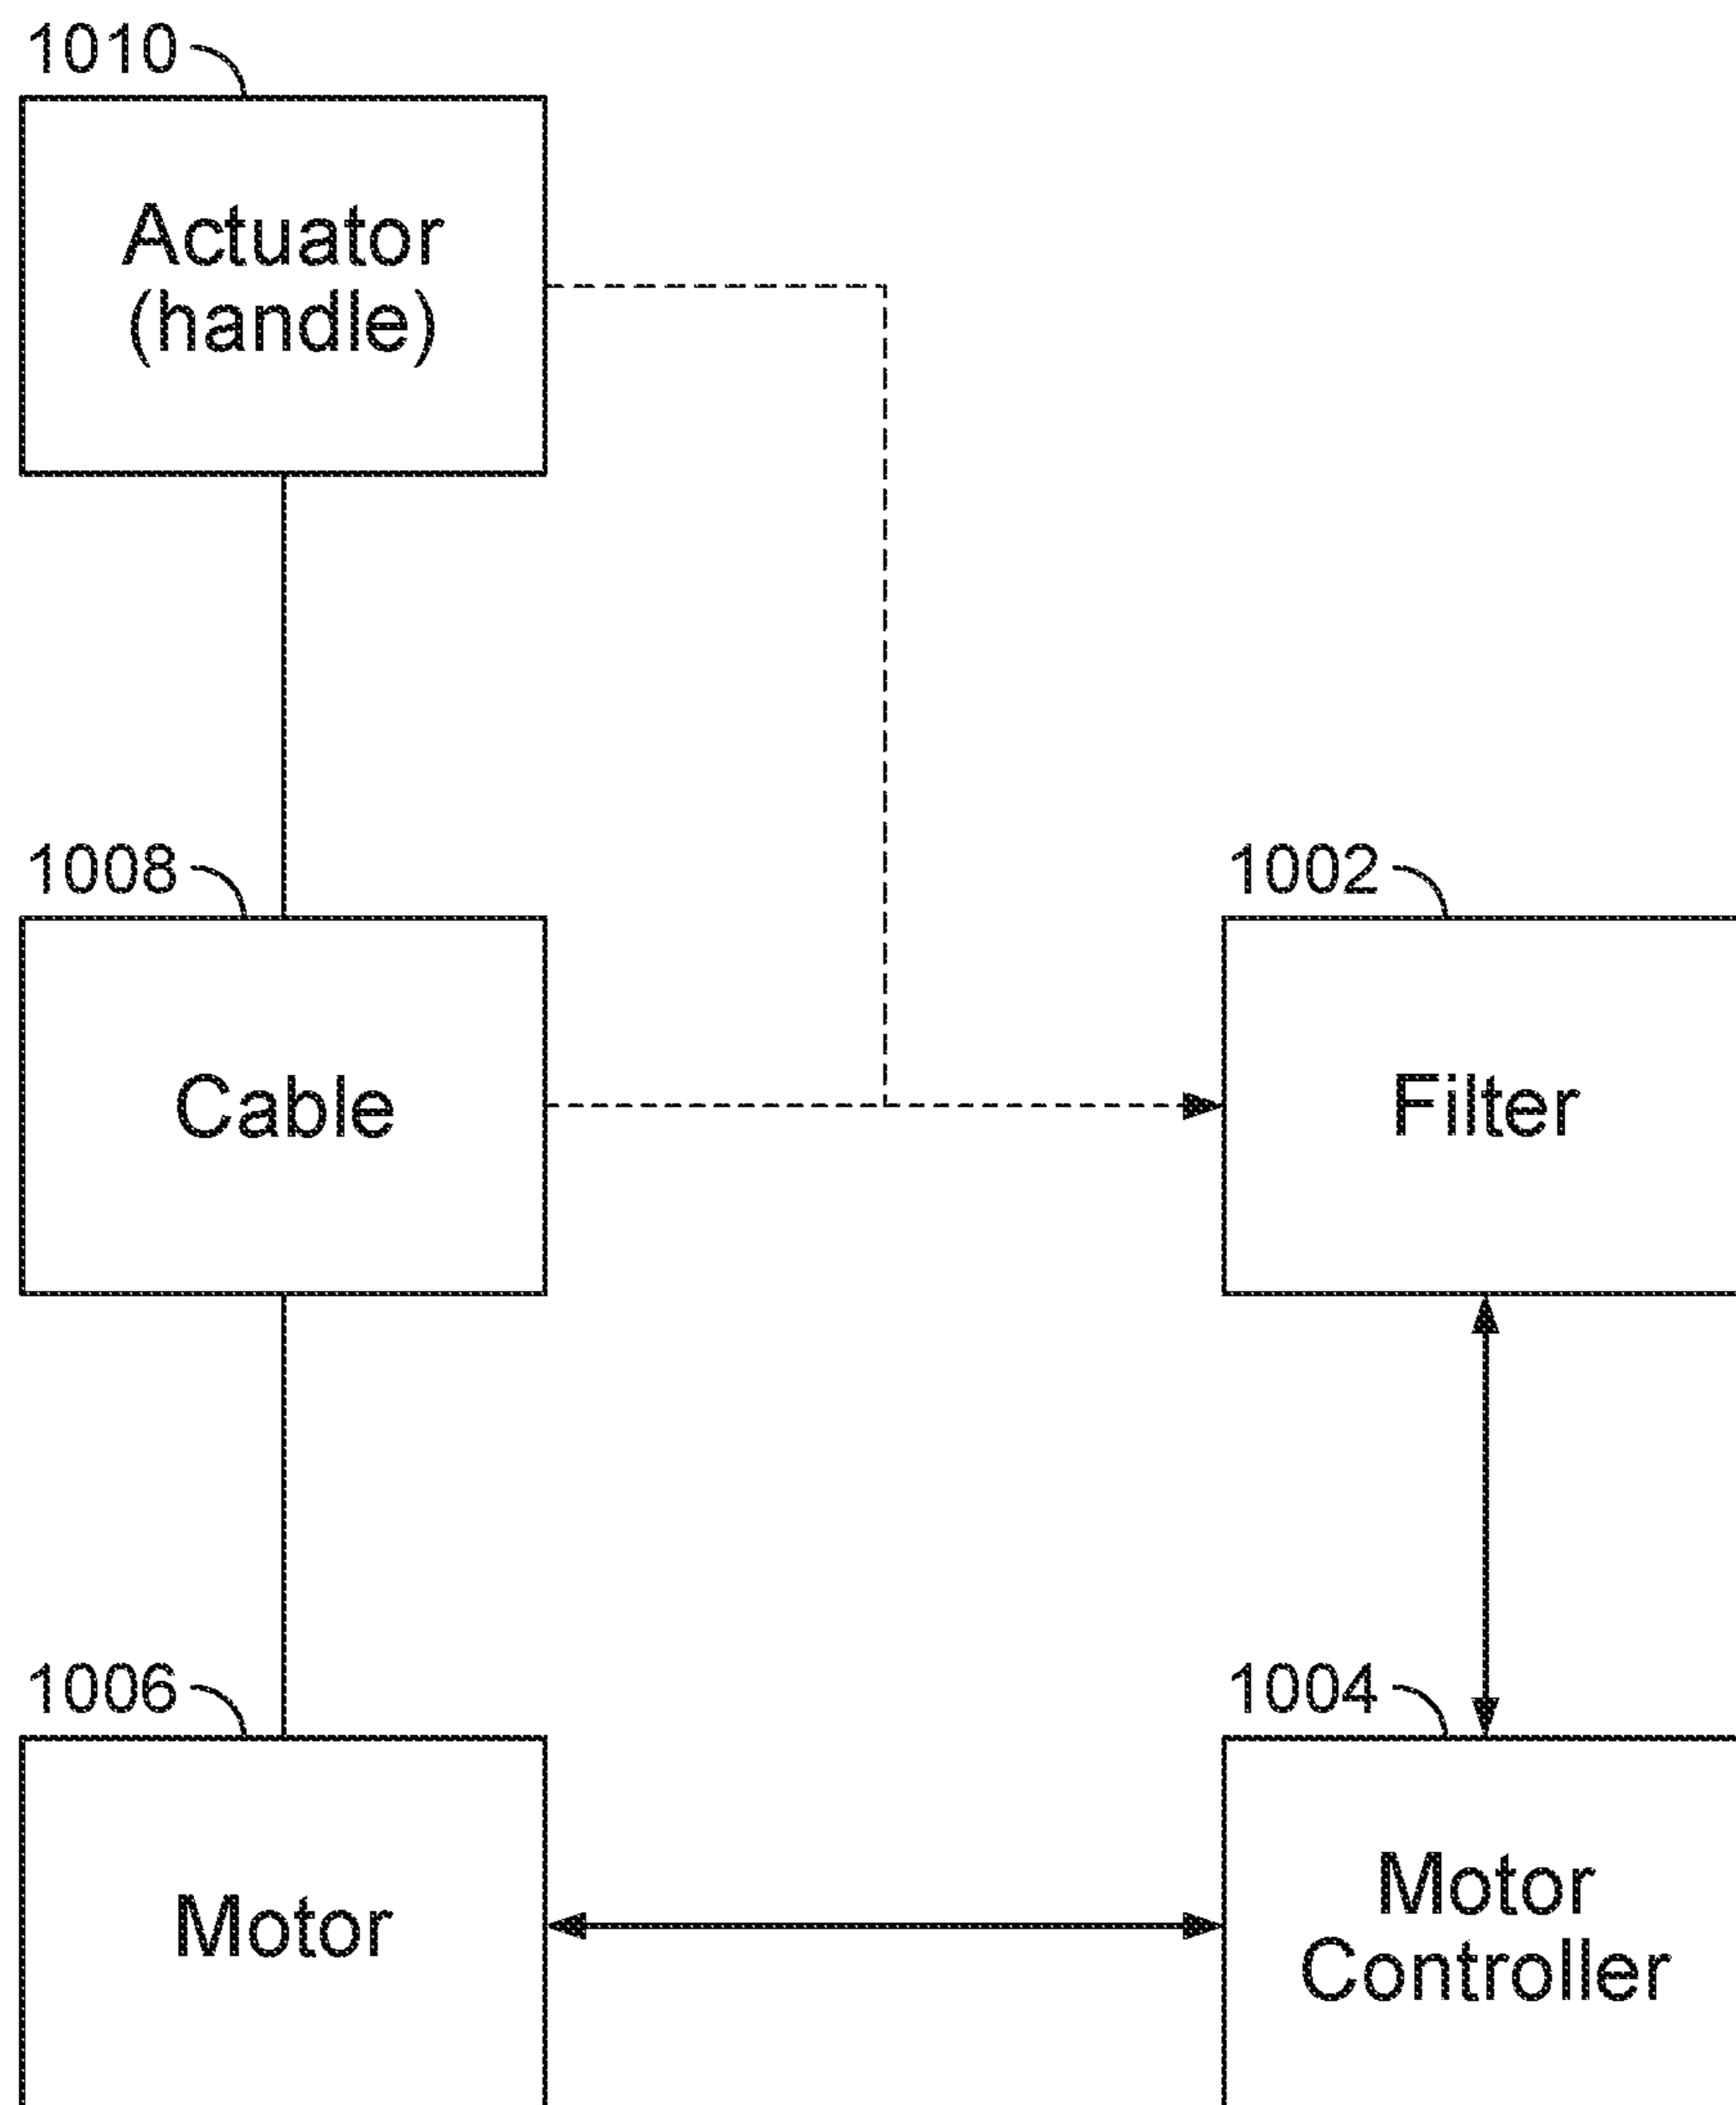 1010
Actuator
(handle)
1008
Cable
1002
Filter
1006
Motor
1004
Motor
Controller